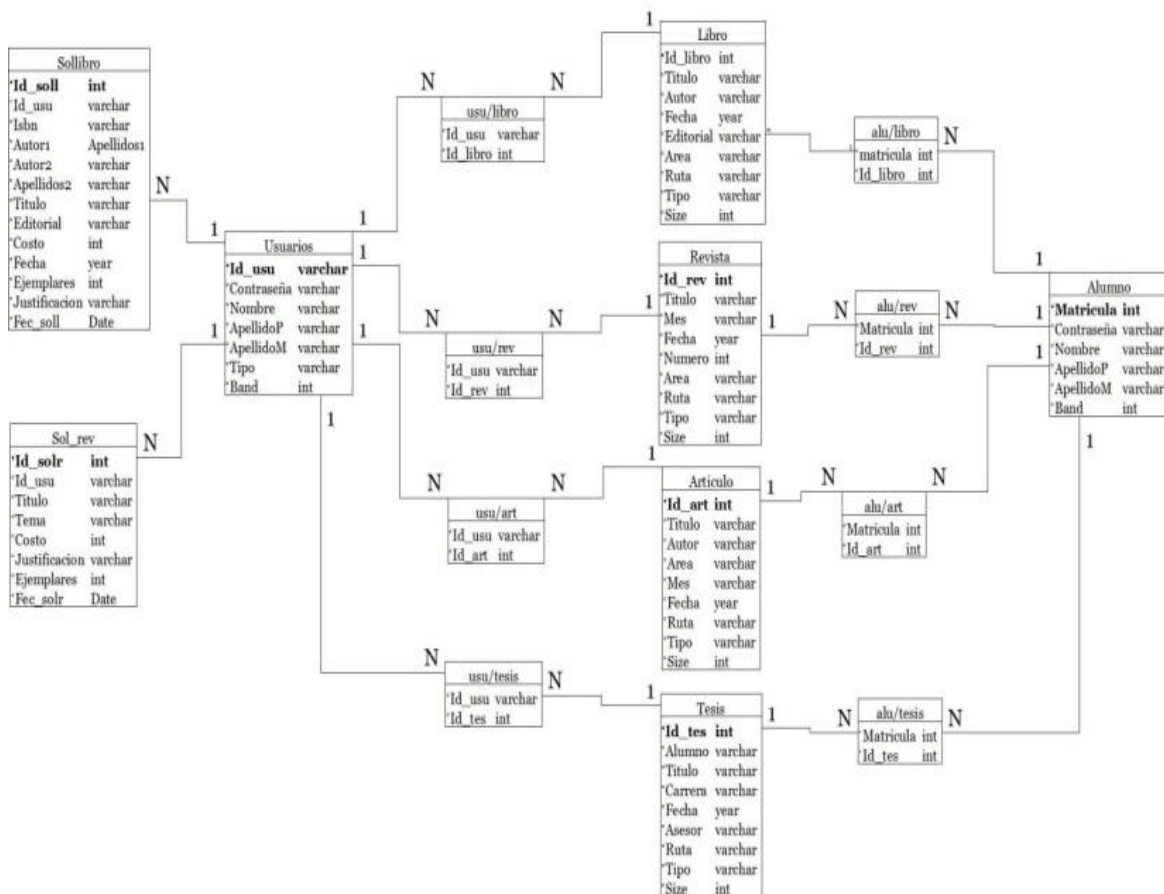 Sollibro
*Id_soll int
*Id_usu varchar
*Isbn varchar
*Autor1 Apellidos1
*Autor2 varchar
*Apellidos2 varchar
*Titulo varchar
*Editorial varchar
*Costo int
*Fecha year
*Ejemplares int
*Justificacion varchar
*Fec_soll Date
N
1
Sol_rev
*Id_solr int
*Id_usu varchar
*Titulo varchar
*Tema varchar
*Costo int
*Justificacion varchar
*Ejemplares int
*Fec_solr Date
N
1
Usuarios
*Id_usu varchar
*Contraseña varchar
*Nombre varchar
*ApellidoP varchar
*ApellidoM varchar
*Tipo varchar
*Band int
1
1
1
1
1
N
usu/libro
*Id_usu varchar
*Id_libro int
N
N
usu/rev
*Id_usu varchar
*Id_rev int
N
N
usu/art
*Id_usu varchar
*Id_art int
N
N
usu/tesis
*Id_usu varchar
*Id_tes int
N
1
Libro
*Id_libro int
*Titulo varchar
*Autor varchar
*Fecha year
*Editorial varchar
*Area varchar
*Ruta varchar
*Tipo varchar
*Size int
1
Revista
*Id_rev int
*Titulo varchar
*Mes varchar
*Fecha year
*Numero int
*Area varchar
*Ruta varchar
*Tipo varchar
*Size int
1
1
Articulo
*Id_art int
*Titulo varchar
*Autor varchar
*Area varchar
*Mes varchar
*Fecha year
*Ruta varchar
*Tipo varchar
*Size int
1
1
Tesis
*Id_tes int
*Alumno varchar
*Titulo varchar
*Carrera varchar
*Fecha year
*Asesor varchar
*Ruta varchar
*Tipo varchar
*Size int
1
alu/libro
*matricula int
*Id_libro int
N
N
alu/rev
*Matricula int
*Id_rev int
N
N
alu/art
*Matricula int
*Id_art int
N
N
alu/tesis
*Matricula int
*Id_tes int
N
1
1
1
1
Alumno
*Matricula int
*Contraseña varchar
*Nombre varchar
*ApellidoP varchar
*ApellidoM varchar
*Band int